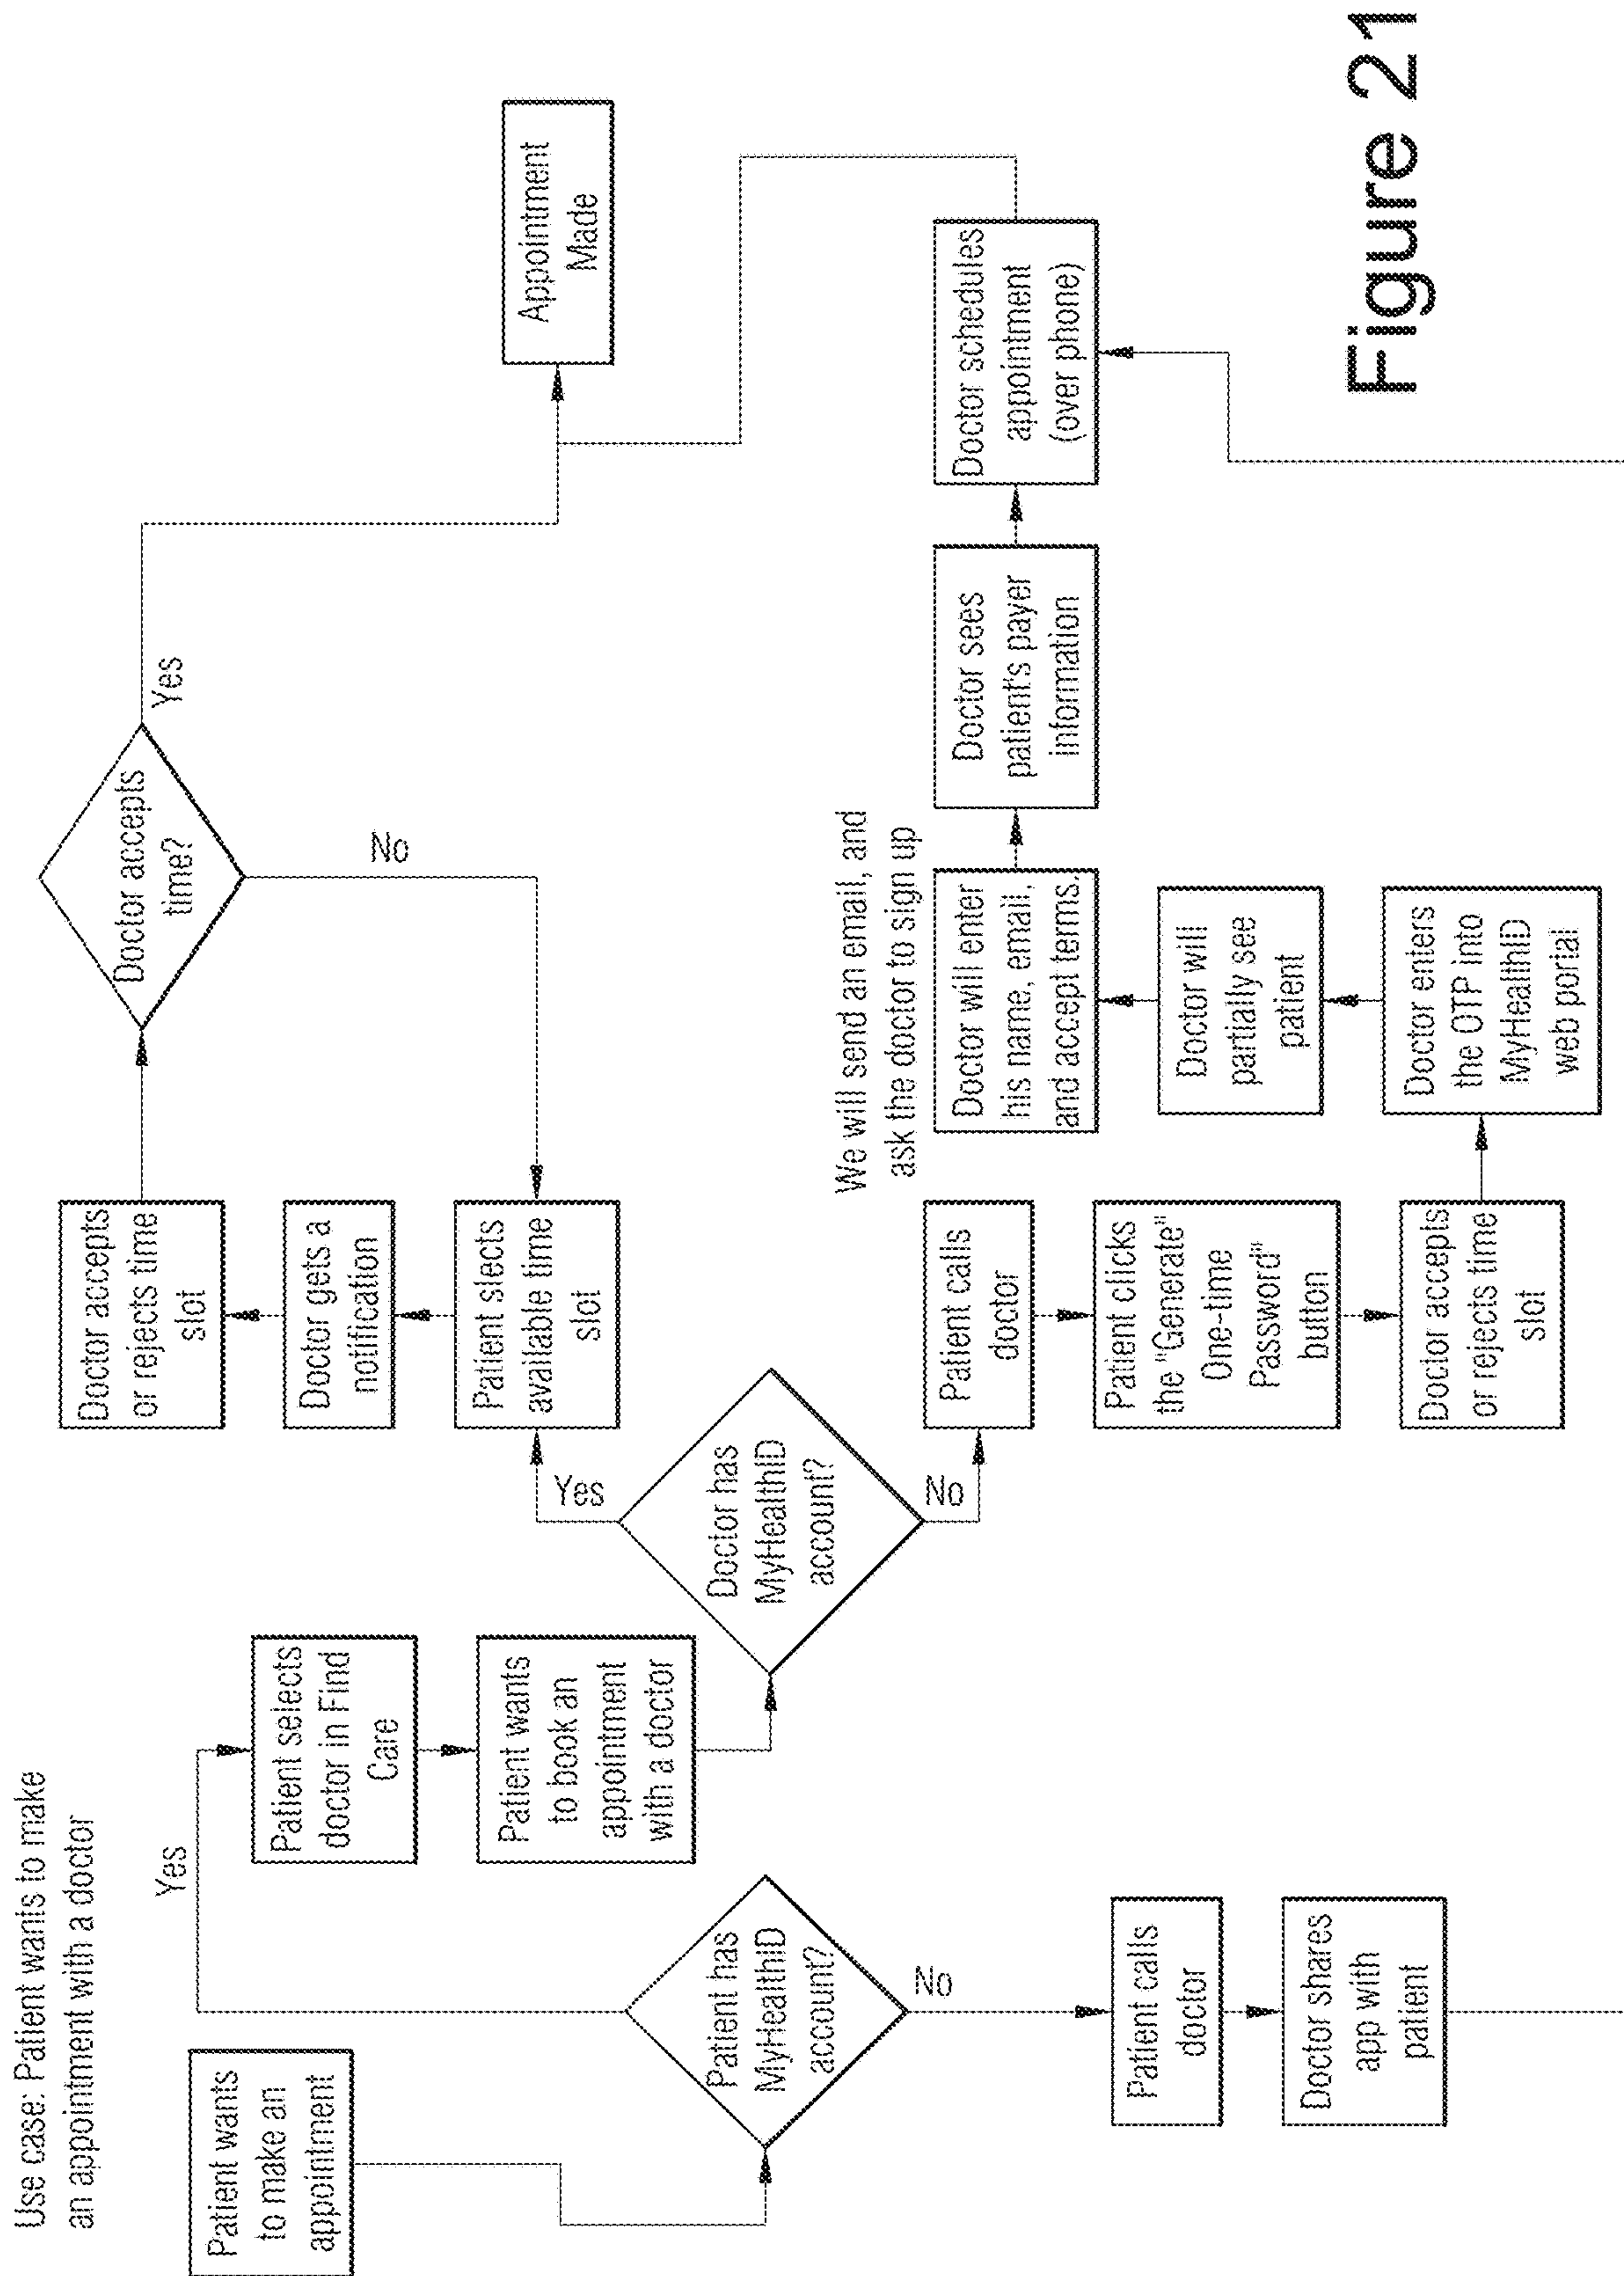 Use case: Patient wants to make
an appointment with a doctor
Patient wants
to make an
appointment
Patient has
MyHealthID
account?
Yes
No
Patient selects
doctor in Find
Care
Patient wants
to book an
appointment
with a doctor
Patient calls
doctor
Doctor shares
app with
patient
Doctor has
MyHealthID
account?
Yes
No
Patient slects
available time
slot
Doctor gets a
notification
Doctor accepts
or rejects time
slot
Doctor accepts
time?
Yes
No
Appointment
Made
Patient calls
doctor
Patient clicks
the "Generate"
One-time
Password"
button
Doctor accepts
or rejects time
slot
Doctor enters
the OTP into
MyHealthID
web portal
Doctor will
partially see
patient
We will send an email, and
ask the doctor to sign up
Doctor will enter
his name, email,
and accept terms.
Doctor sees
patient's payer
information
Doctor schedules
appointment
(over phone)
Figure 21